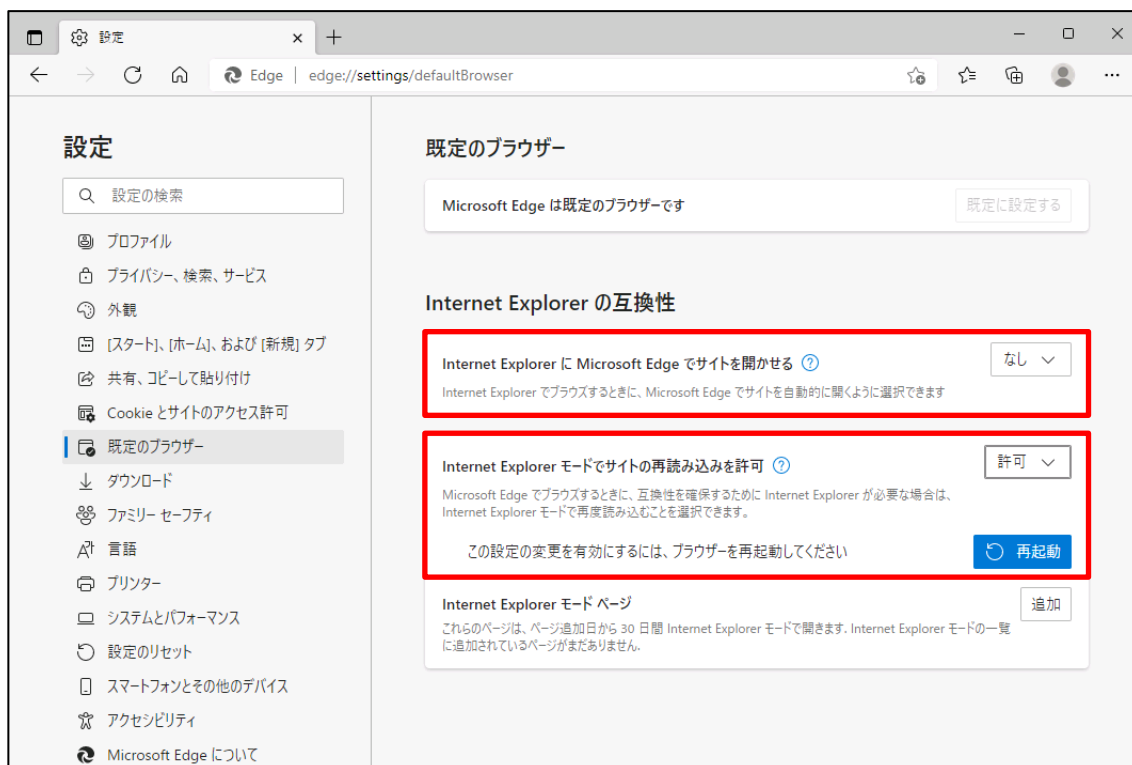 設定
Edge | edge://settings/defaultBrowser
設定
設定の検索
プロファイル
プライバシー、検索、サービス
外観
[スタート]、[ホーム]、および [新規] タブ
共有、コピーして貼り付け
Cookie とサイトのアクセス許可
既定のブラウザー
ダウンロード
ファミリー セーフティ
言語
プリンター
システムとパフォーマンス
設定のリセット
スマートフォンとその他のデバイス
アクセシビリティ
Microsoft Edge について
既定のブラウザー
Microsoft Edge は既定のブラウザーです
既定に設定する
Internet Explorer の互換性
Internet Explorer に Microsoft Edge でサイトを開かせる
なし
Internet Explorer でブラウズするときに、Microsoft Edge でサイトを自動的に開くように選択できます
Internet Explorer モードでサイトの再読み込みを許可
許可
Microsoft Edge でブラウズするときに、互換性を確保するために Internet Explorer が必要な場合は、
Internet Explorer モードで再度読み込むことを選択できます。
この設定の変更を有効にするには、ブラウザーを再起動してください
再起動
Internet Explorer モード ページ
追加
これらのページは、ページ追加日から 30 日間 Internet Explorer モードで開きます. Internet Explorer モードの一覧
に追加されているページがまだありません.